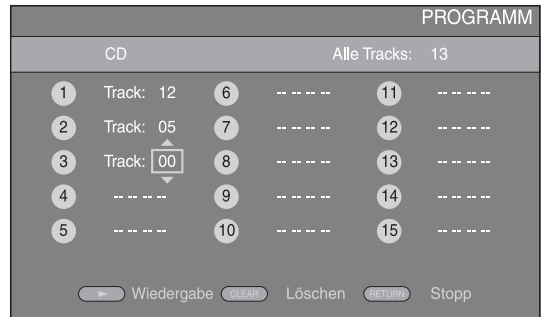 PROGRAMM
CD Alle Tracks: 13
1 Track: 12 6 -- -- -- -- 11 -- -- -- --
2 Track: 05 7 -- -- -- -- 12 -- -- -- --
3 Track: 00 8 -- -- -- -- 13 -- -- -- --
4 -- -- -- -- 9 -- -- -- -- 14 -- -- -- --
5 -- -- -- -- 10 -- -- -- -- 15 -- -- -- --
Wiedergabe CLEAR Löschen RETURN Stopp